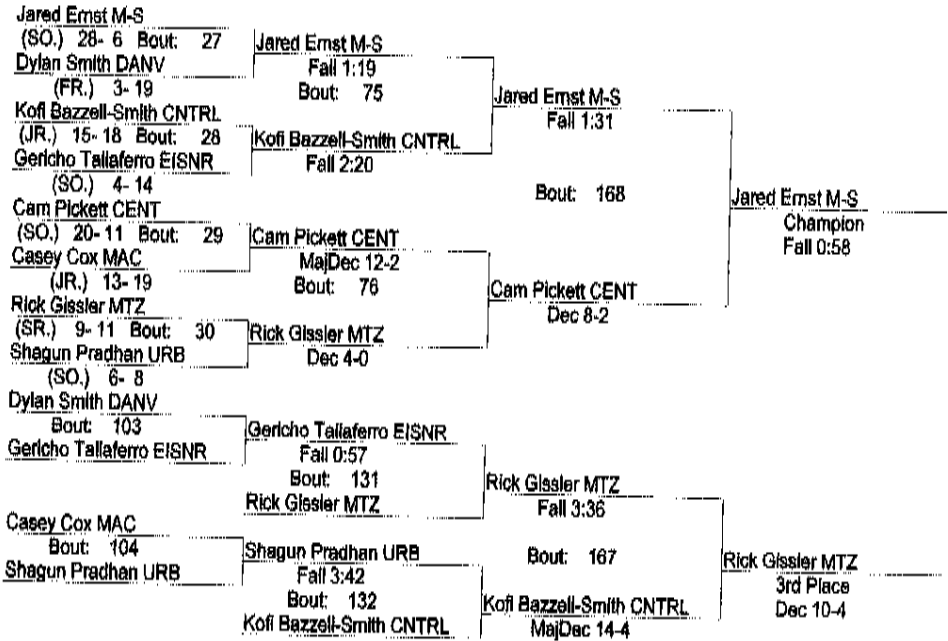 Jared Ernst M-S
(SO.) 28- 6 Bout: 27
Dylan Smith DANV
(FR.) 3- 19
Kofi Bazzell-Smith CNTRL
(JR.) 15- 18 Bout: 28
Gericho Taliaferro EISNR
(SO.) 4- 14
Cam Pickett CENT
(SO.) 20- 11 Bout: 29
Casey Cox MAC
(JR.) 13- 19
Rick Gissler MTZ
(SR.) 9- 11 Bout: 30
Shagun Pradhan URB
(SO.) 6- 8
Dylan Smith DANV
Bout: 103
Gericho Taliaferro EISNR
Casey Cox MAC
Bout: 104
Shagun Pradhan URB
Jared Ernst M-S
Fall 1:19
Bout: 75
Kofi Bazzell-Smith CNTRL
Fall 2:20
Cam Pickett CENT
MajDec 12-2
Bout: 76
Rick Gissler MTZ
Dec 4-0
Gericho Taliaferro EISNR
Fall 0:57
Bout: 131
Rick Gissler MTZ
Shagun Pradhan URB
Fall 3:42
Bout: 132
Kofi Bazzell-Smith CNTRL
Jared Ernst M-S
Fall 1:31
Bout: 168
Cam Pickett CENT
Dec 8-2
Rick Gissler MTZ
Fall 3:36
Bout: 167
Kofi Bazzell-Smith CNTRL
MajDec 14-4
Jared Ernst M-S
Champion
Fall 0:58
Rick Gissler MTZ
3rd Place
Dec 10-4